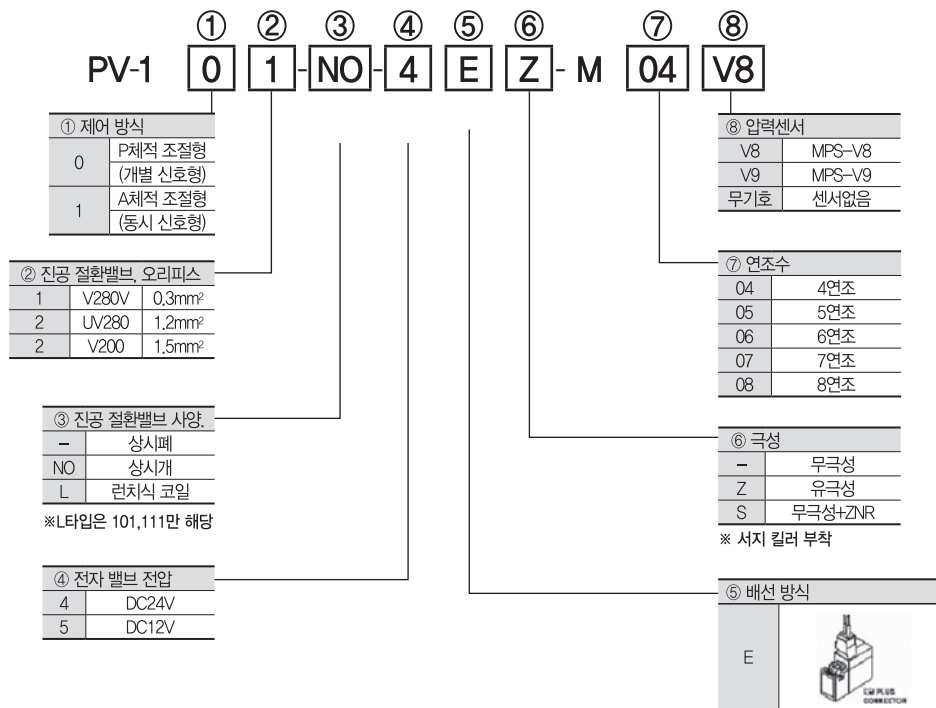 ① ② ③ ④ ⑤ ⑥ ⑦ ⑧
PV-1 0 1 - NO - 4 E Z - M 04 V8
① 제어 방식
0 P체적 조절형
(개별 신호형)
1 A체적 조절형
(동시 신호형)
② 진공 절환밸브, 오리피스
1 V280V 0.3mm²
2 UV280 1.2mm²
2 V200 1.5mm²
③ 진공 절환밸브 사양.
– 상시폐
NO 상시개
L 런치식 코일
※L타입은 101,111만 해당
④ 전자 밸브 전압
4 DC24V
5 DC12V
⑧ 압력센서
V8 MPS–V8
V9 MPS–V9
무기호 센서없음
⑦ 연조수
04 4연조
05 5연조
06 6연조
07 7연조
08 8연조
⑥ 극성
– 무극성
Z 유극성
S 무극성+ZNR
※ 서지 킬러 부착
⑤ 배선 방식
E
PLUG
CONNECTOR